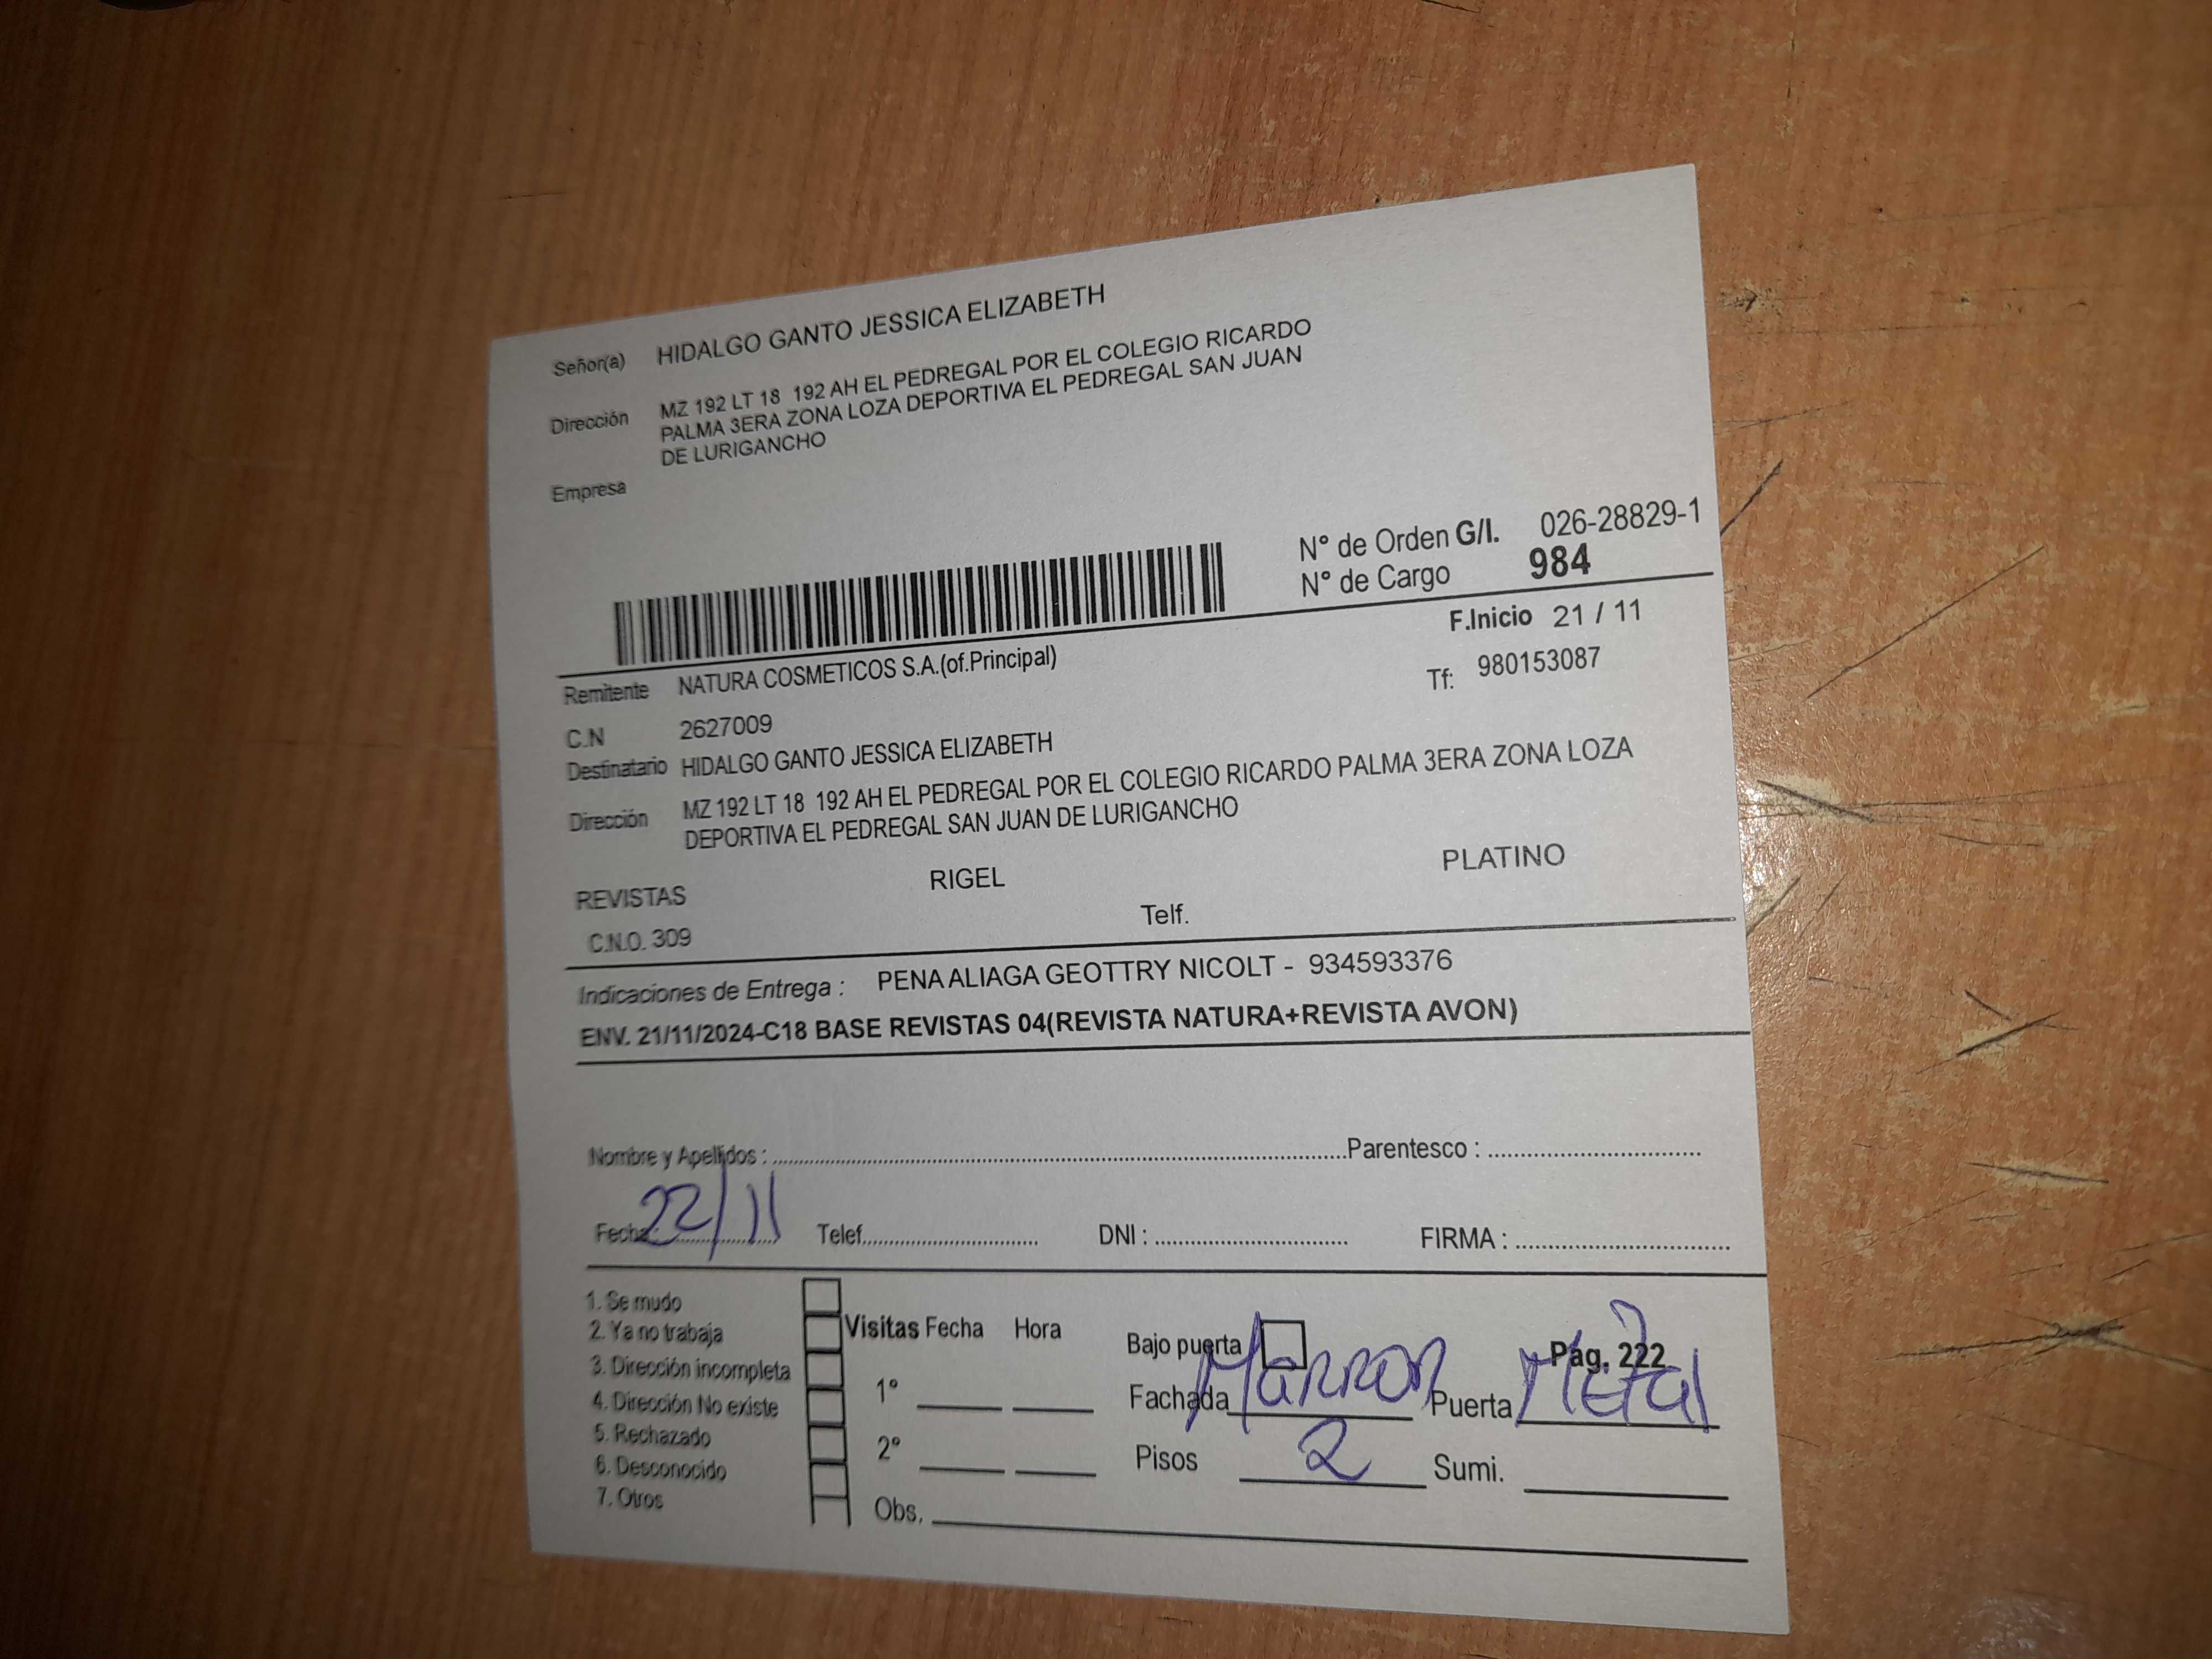 Señor(a) HIDALGO GANTO JESSICA ELIZABETH
Dirección MZ 192 LT 18 192 AH EL PEDREGAL POR EL COLEGIO RICARDO
PALMA 3ERA ZONA LOZA DEPORTIVA EL PEDREGAL SAN JUAN
DE LURIGANCHO
Empresa
N° de Orden G/I. 026-28829-1
N° de Cargo 984
F.Inicio 21 / 11
Remitente NATURA COSMETICOS S.A.(of.Principal) Tf: 980153087
C.N 2627009
Destinatario HIDALGO GANTO JESSICA ELIZABETH
Dirección MZ 192 LT 18 192 AH EL PEDREGAL POR EL COLEGIO RICARDO PALMA 3ERA ZONA LOZA
DEPORTIVA EL PEDREGAL SAN JUAN DE LURIGANCHO
REVISTAS RIGEL PLATINO
C.N.O. 309 Telf.
Indicaciones de Entrega : PENA ALIAGA GEOTTRY NICOLT - 934593376
ENV. 21/11/2024-C18 BASE REVISTAS 04(REVISTA NATURA+REVISTA AVON)
Nombre y Apellidos : Parentesco :
Fecha: 22/11 Telef. DNI : FIRMA :
1. Se mudo
2. Ya no trabaja
3. Dirección incompleta
4. Dirección No existe
5. Rechazado
6. Desconocido
7. Otros
Visitas Fecha Hora
1°
2°
Obs.
Bajo puerta Pág. 222
Fachada Marron Puerta Metal
Pisos 2 Sumi.